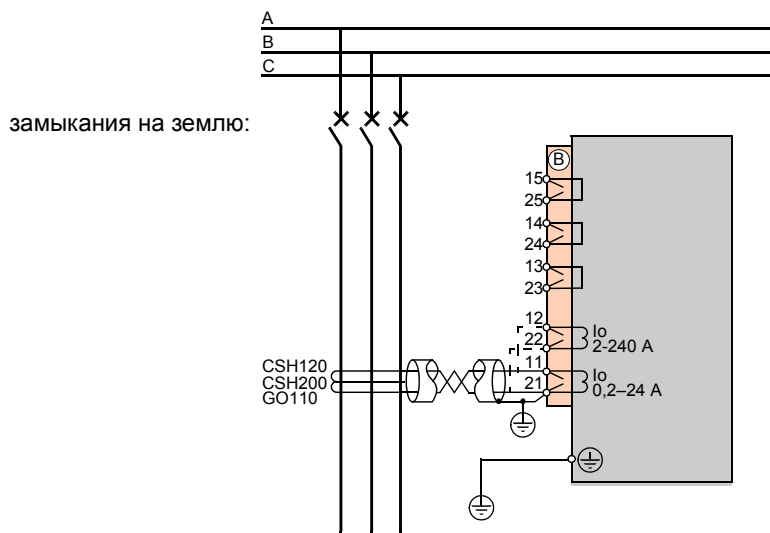 A
B
C
замыкания на землю:
B
15
25
14
24
13
23
12
Io
22
2-240 A
11
CSH120
CSH200
21
Io
GO110
0,2–24 A